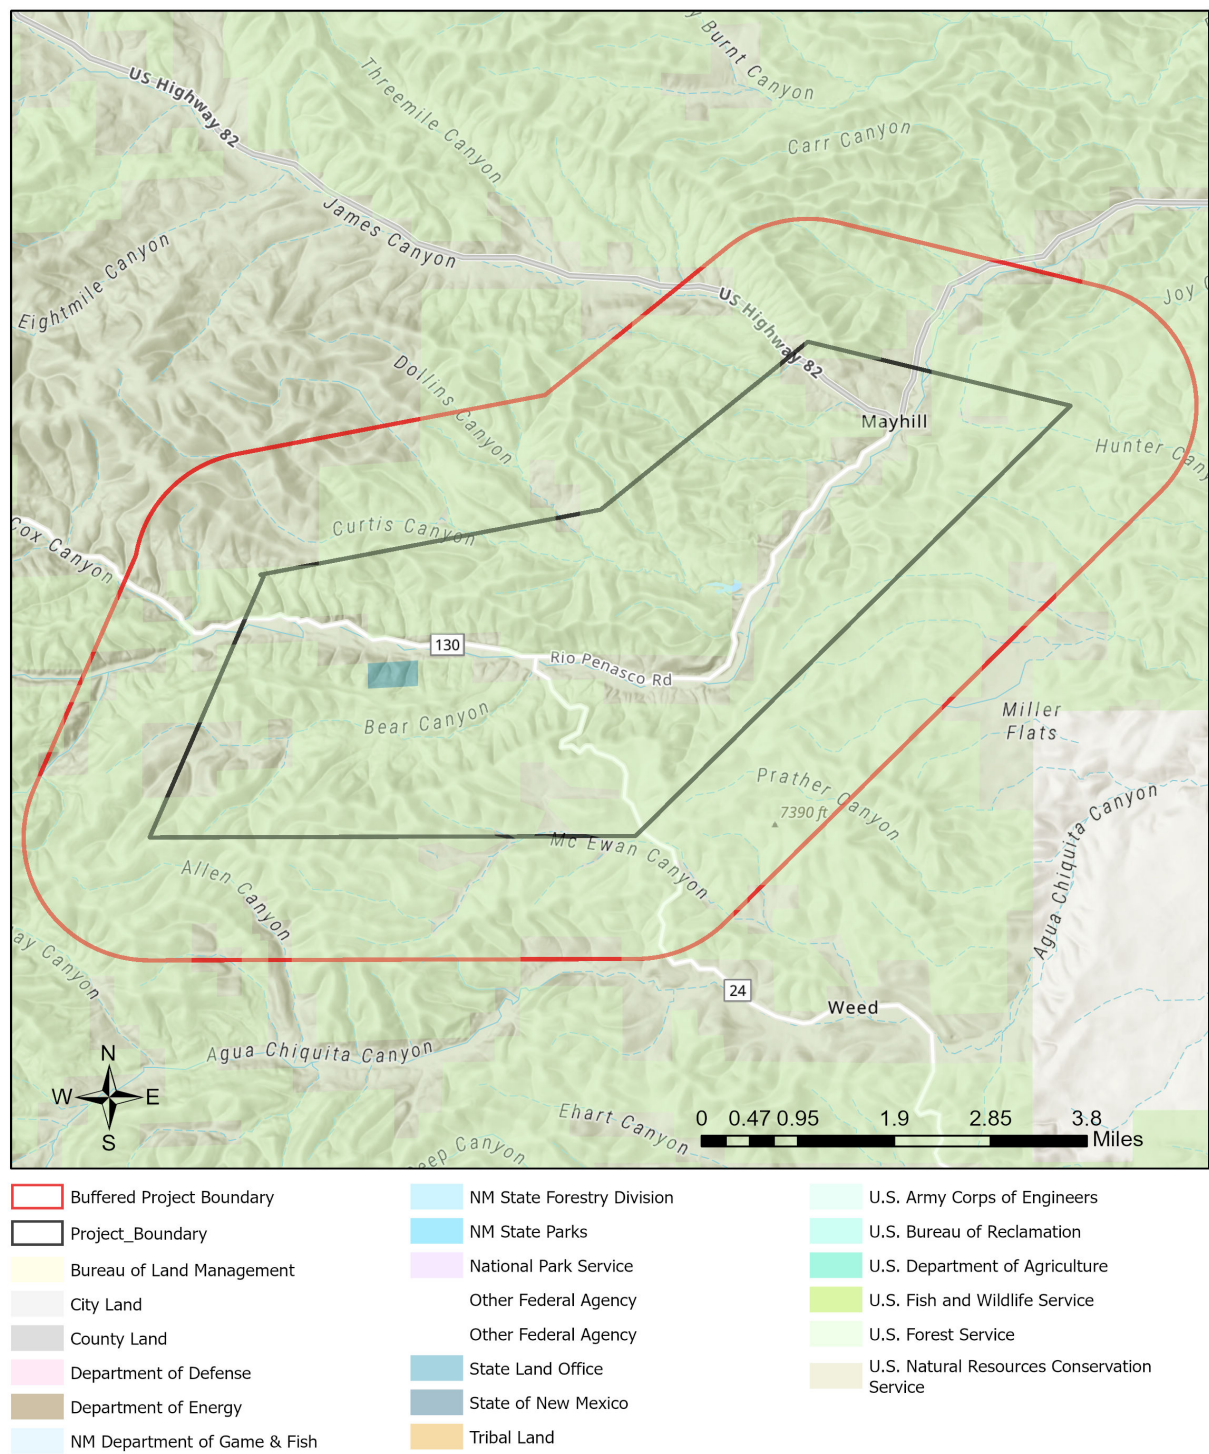 y Burnt Canyon
US Highway 82
Threemile Canyon
Carr Canyon
James Canyon
Eightmile Canyon
Joy C
US Highway 82
Dollins Canyon
Mayhill
Hunter Cany
Cox Canyon
Curtis Canyon
130
Rio Penasco Rd
Bear Canyon
Miller
Flats
Prather Canyon
7390 ft
Agua Chiquita Canyon
Mc Ewan Canyon
Allen Canyon
ay Canyon
24
Weed
Agua Chiquita Canyon
N
W E
S
Ehart Canyon
eep Canyon
0 0.47 0.95 1.9 2.85 3.8
Miles
Buffered Project Boundary
Project_Boundary
Bureau of Land Management
City Land
County Land
Department of Defense
Department of Energy
NM Department of Game & Fish
NM State Forestry Division
NM State Parks
National Park Service
Other Federal Agency
Other Federal Agency
State Land Office
State of New Mexico
Tribal Land
U.S. Army Corps of Engineers
U.S. Bureau of Reclamation
U.S. Department of Agriculture
U.S. Fish and Wildlife Service
U.S. Forest Service
U.S. Natural Resources Conservation
Service